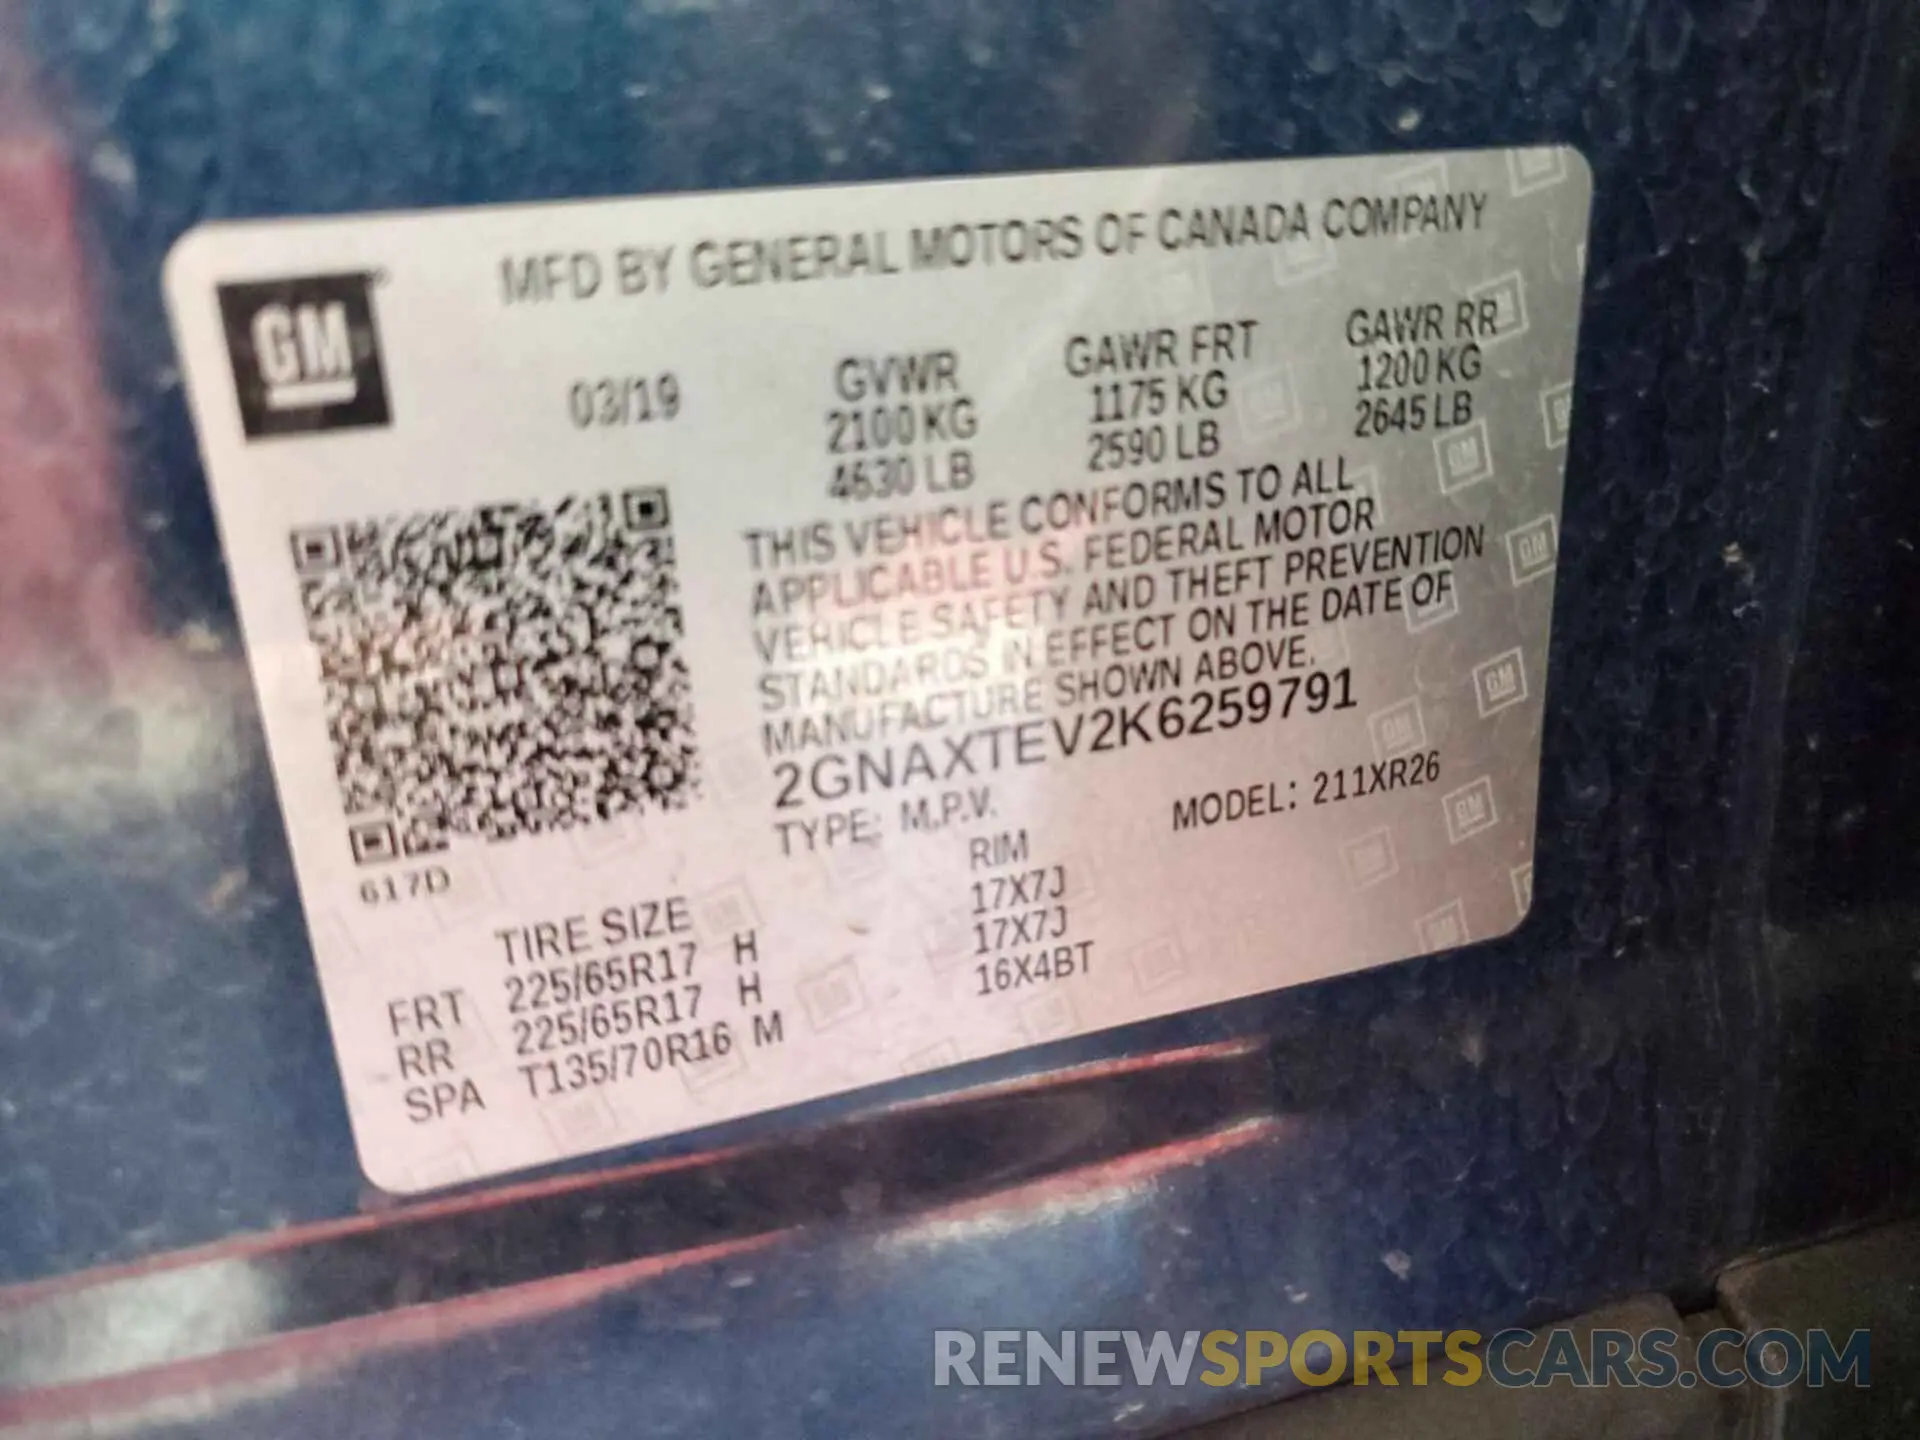 MFD BY GENERAL MOTORS OF CANADA COMPANY
GM
03/19
GVWR
2100 KG
4630 LB
GAWR FRT
1175 KG
2590 LB
GAWR RR
1200 KG
2645 LB
THIS VEHICLE CONFORMS TO ALL
APPLICABLE U.S. FEDERAL MOTOR
VEHICLE SAFETY AND THEFT PREVENTION
STANDARDS IN EFFECT ON THE DATE OF
MANUFACTURE SHOWN ABOVE.
2GNAXTEV2K6259791
TYPE: M.P.V. MODEL: 211XR26
617D
TIRE SIZE RIM
FRT 225/65R17 H 17X7J
RR 225/65R17 H 17X7J
SPA T135/70R16 M 16X4BT
RENEWSPORTSCARS.COM